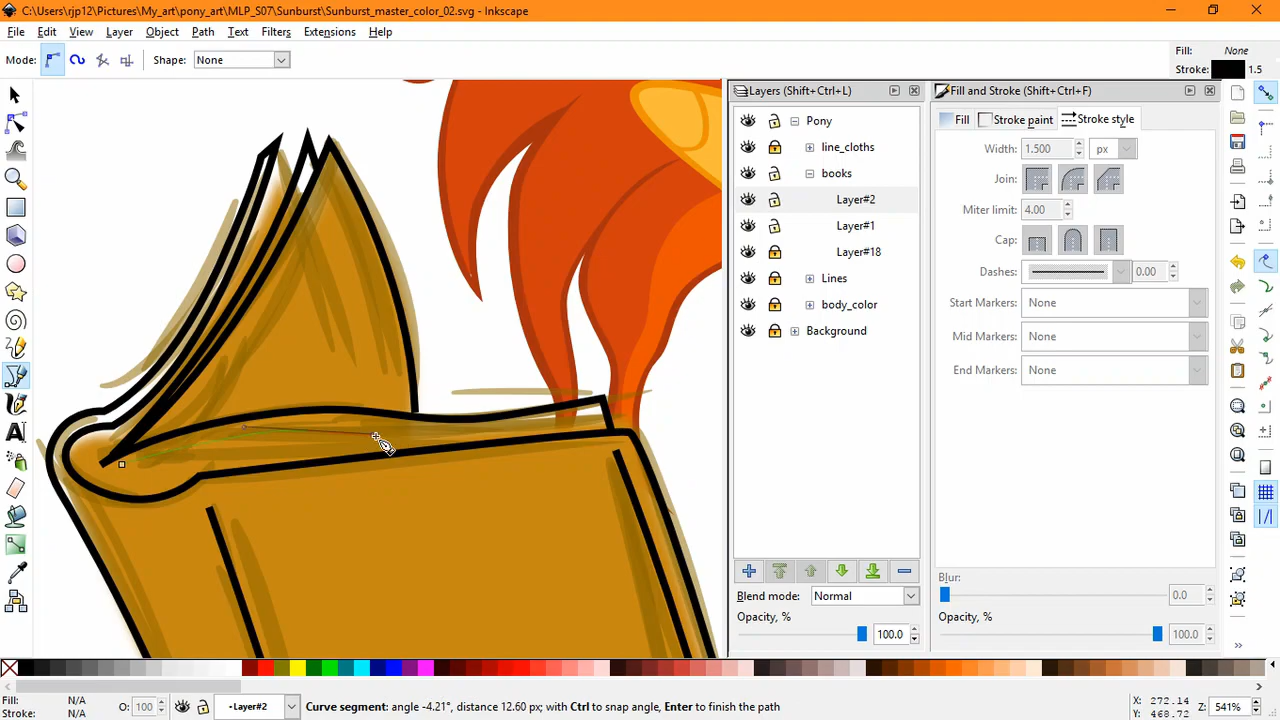 C:\Users\rjp12\Pictures\My_art\pony_art\MLP_S07\Sunburst\Sunburst_master_color_02.svg - Inkscape
File Edit View Layer Object Path Text Filters Extensions Help
Mode: Shape: None
Fill: None
Stroke: 1.5
Layers (Shift+Ctrl+L)
Pony
line_cloths
books
Layer#2
Layer#1
Layer#18
Lines
body_color
Background
Blend mode: Normal
Opacity, %
100.0
Fill and Stroke (Shift+Ctrl+F)
Fill Stroke paint Stroke style
Width: 1.500 px
Join:
Miter limit: 4.00
Cap:
Dashes: 0.00
Start Markers: None
Mid Markers: None
End Markers: None
Blur:
0.0
Opacity, %
100.0
Fill: N/A
Stroke: N/A
O: 100
•Layer#2
Curve segment: angle -4.21°, distance 12.60 px; with Ctrl to snap angle, Enter to finish the path
X: 272.14
Y: 468.72
Z: 541%